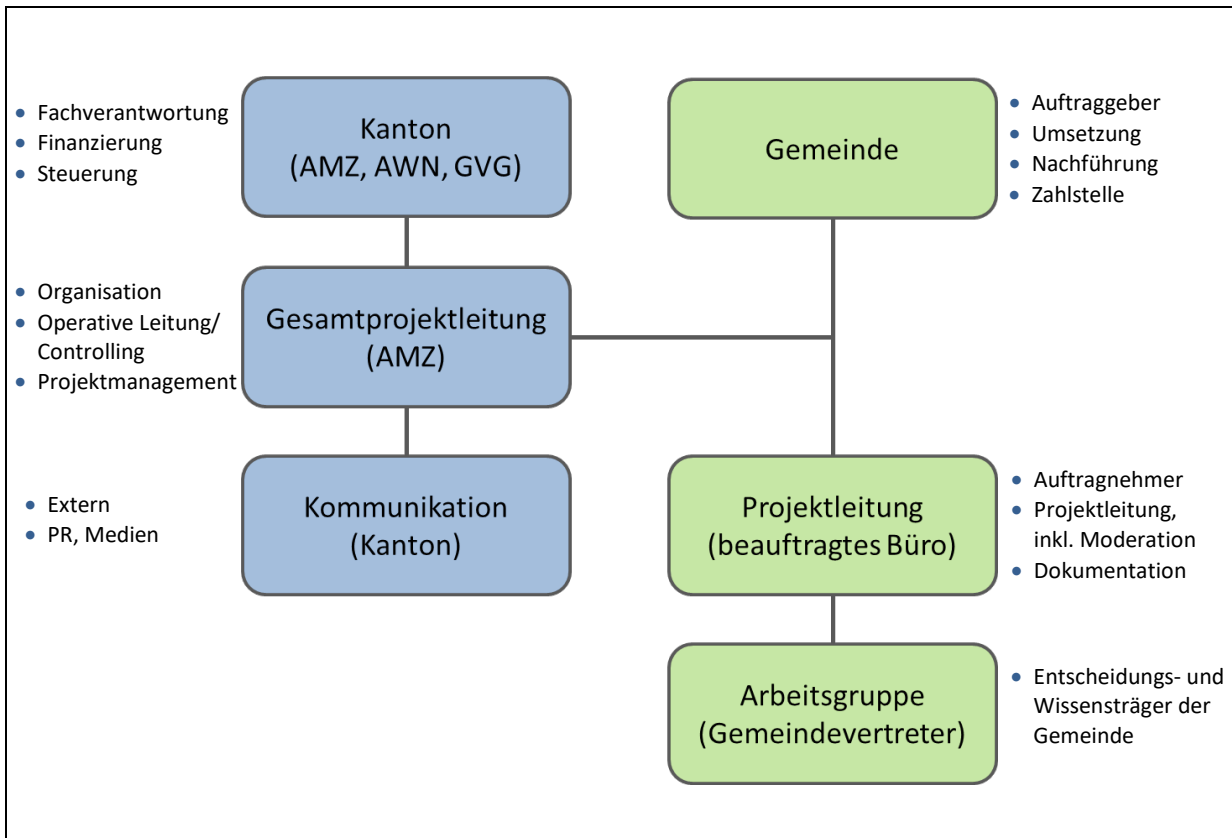 • Fachverantwortung
• Finanzierung
• Steuerung
Kanton
(AMZ, AWN, GVG)
Gemeinde
• Auftraggeber
• Umsetzung
• Nachführung
• Zahlstelle
• Organisation
• Operative Leitung/
Controlling
• Projektmanagement
Gesamtprojektleitung
(AMZ)
• Extern
• PR, Medien
Kommunikation
(Kanton)
Projektleitung
(beauftragtes Büro)
• Auftragnehmer
• Projektleitung,
inkl. Moderation
• Dokumentation
Arbeitsgruppe
(Gemeindevertreter)
• Entscheidungs- und
Wissensträger der
Gemeinde